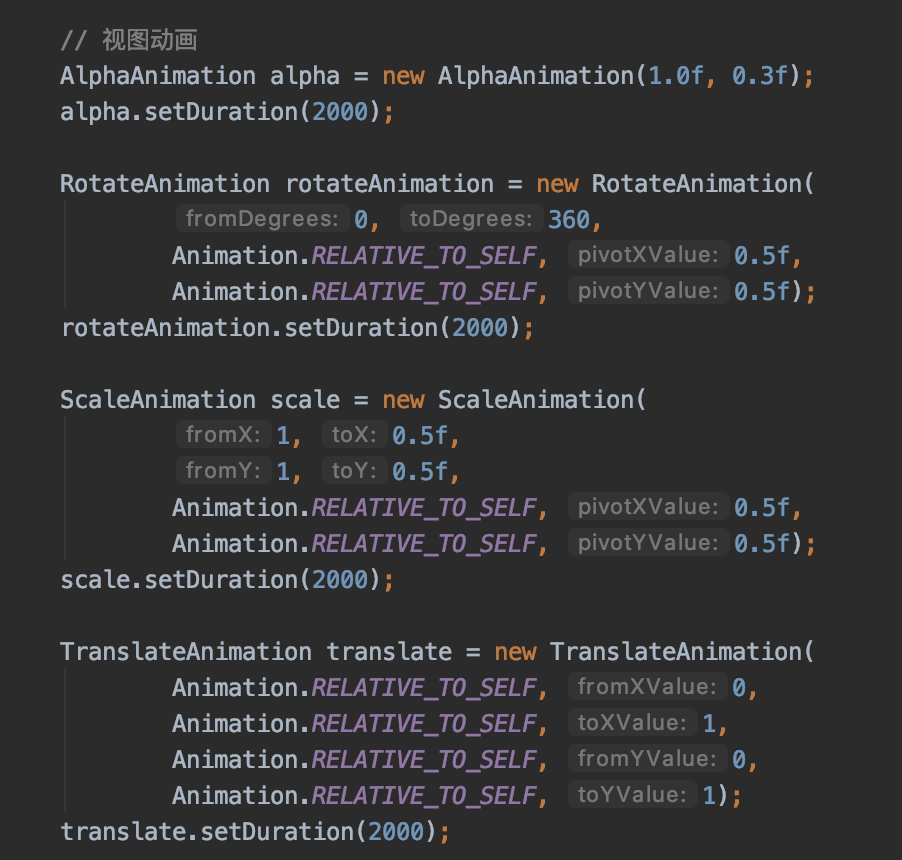 // 视图动画
AlphaAnimation alpha = new AlphaAnimation(1.0f, 0.3f);
alpha.setDuration(2000);
RotateAnimation rotateAnimation = new RotateAnimation(
fromDegrees: 0, toDegrees: 360,
Animation.RELATIVE_TO_SELF, pivotXValue: 0.5f,
Animation.RELATIVE_TO_SELF, pivotYValue: 0.5f);
rotateAnimation.setDuration(2000);
ScaleAnimation scale = new ScaleAnimation(
fromX: 1, toX: 0.5f,
fromY: 1, toY: 0.5f,
Animation.RELATIVE_TO_SELF, pivotXValue: 0.5f,
Animation.RELATIVE_TO_SELF, pivotYValue: 0.5f);
scale.setDuration(2000);
TranslateAnimation translate = new TranslateAnimation(
Animation.RELATIVE_TO_SELF, fromXValue: 0,
Animation.RELATIVE_TO_SELF, toXValue: 1,
Animation.RELATIVE_TO_SELF, fromYValue: 0,
Animation.RELATIVE_TO_SELF, toYValue: 1);
translate.setDuration(2000);